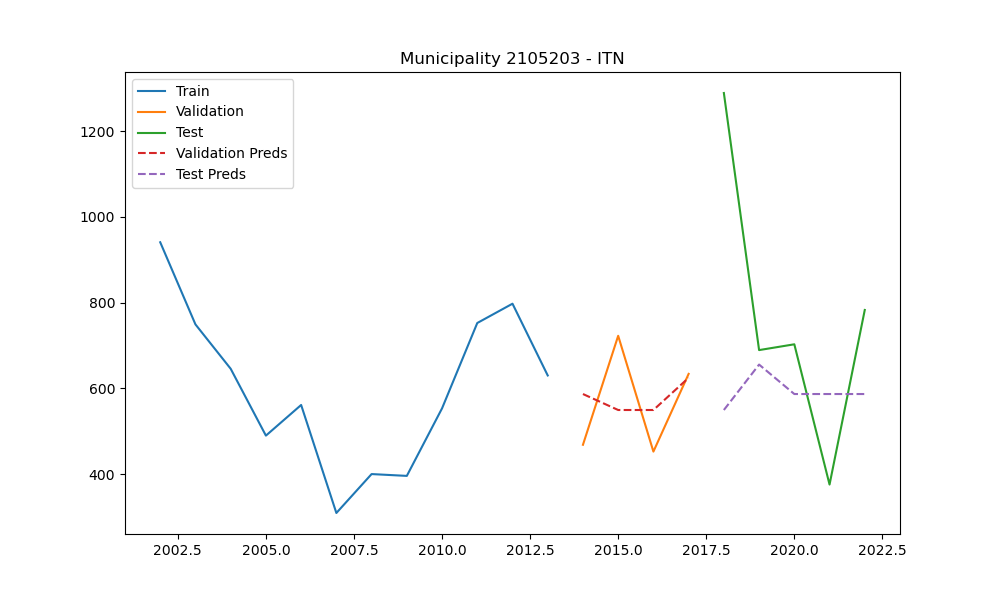 Municipality 2105203 - ITN
Train
Validation
Test
Validation Preds
Test Preds
1200
1000
800
600
400
2002.5 2005.0 2007.5 2010.0 2012.5 2015.0 2017.5 2020.0 2022.5